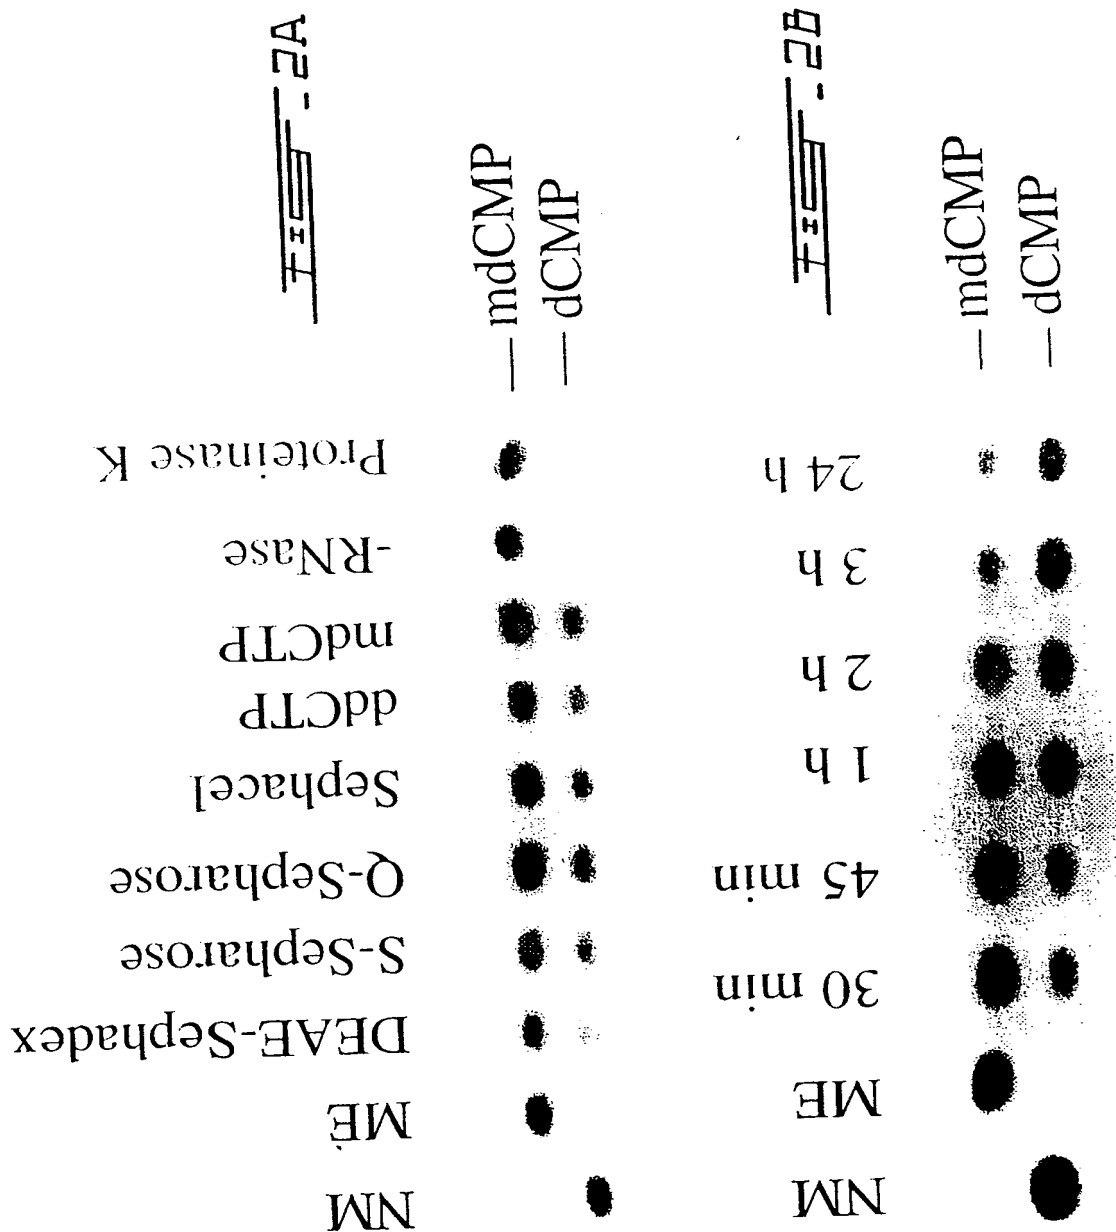 Fig-2A
NM
ME
DEAE-Sephadex
S-Sepharose
Q-Sepharose
Sephacel
ddCTP
mdCTP
-RNase
Proteinase K
— mdCMP
— dCMP
Fig-2B
NM
ME
30 min
45 min
1 h
2 h
3 h
24 h
— mdCMP
— dCMP